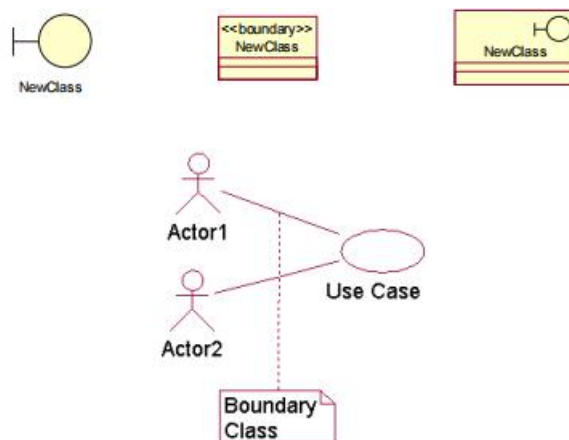 NewClass
<<boundary>>
NewClass
NewClass
Actor1
Use Case
Actor2
Boundary
Class